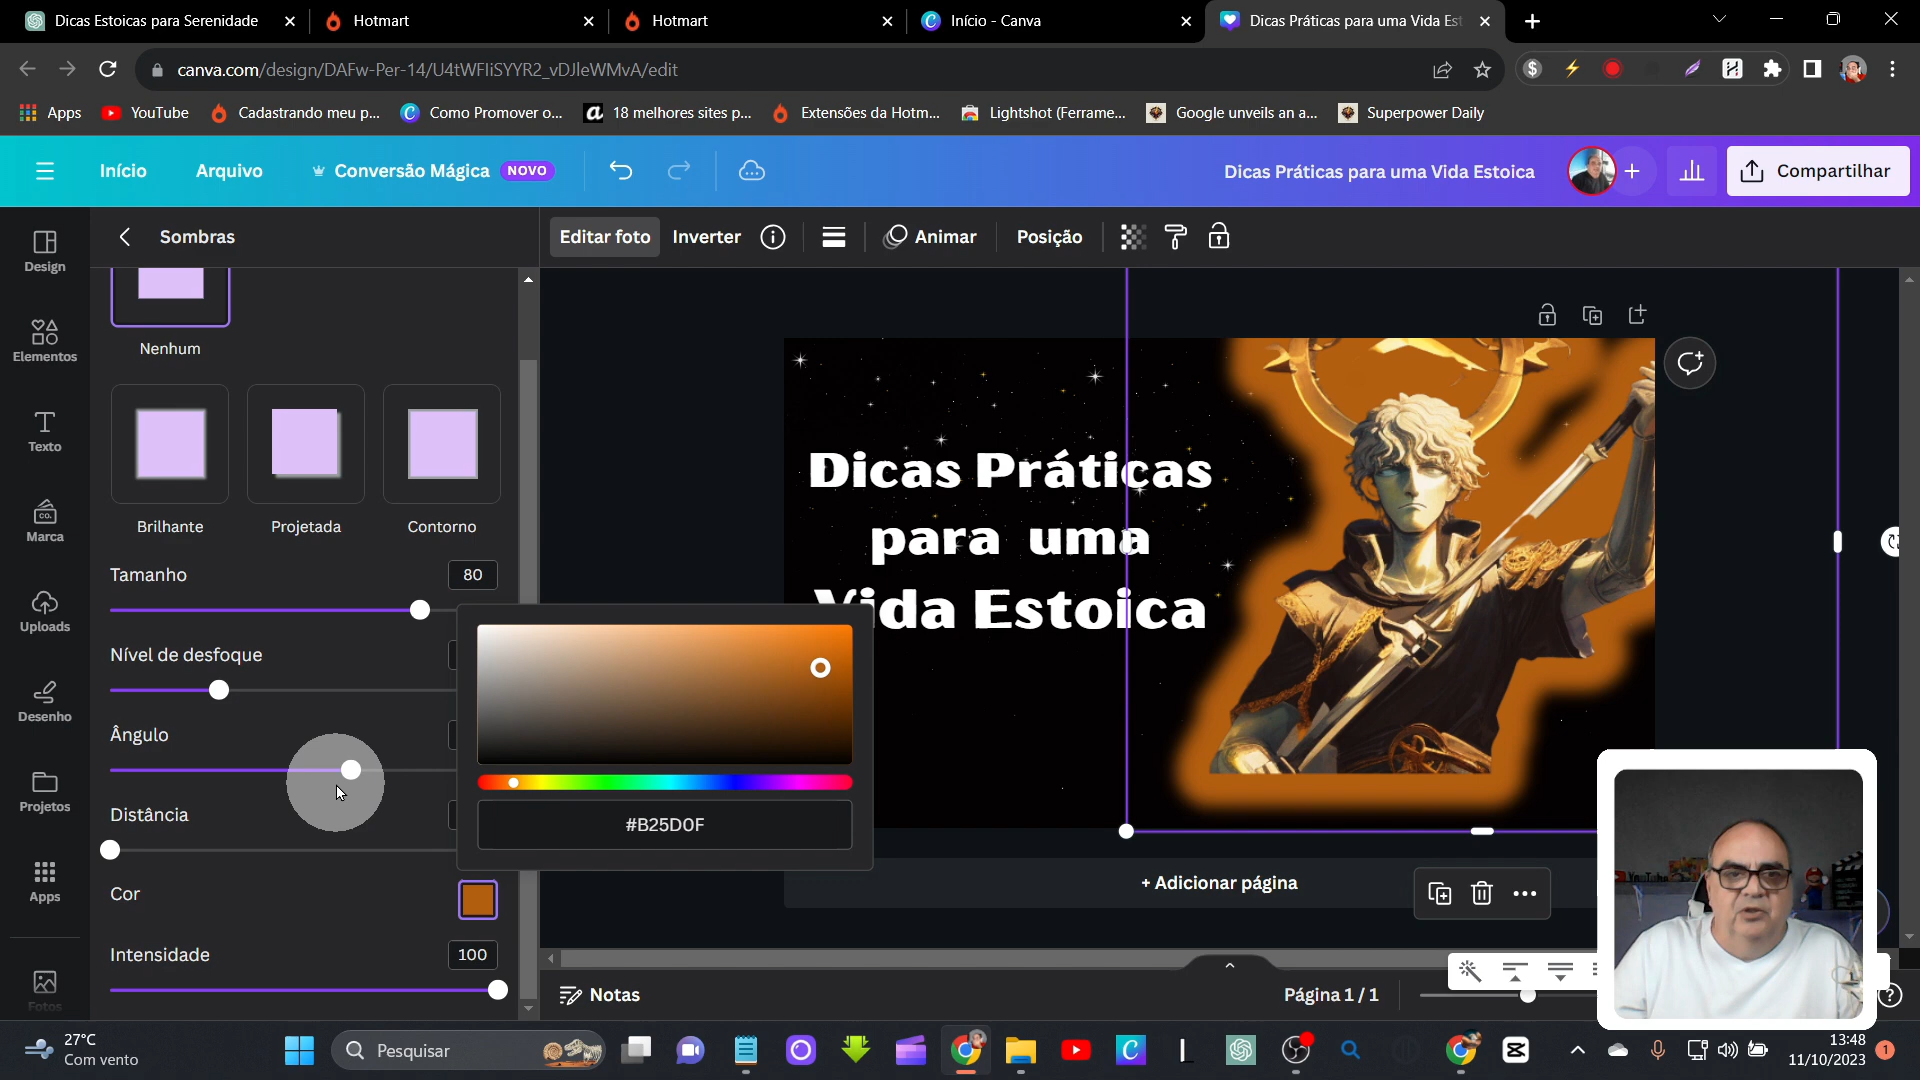 Dicas Estoicas para Serenidade
Hotmart
Hotmart
Início - Canva
Dicas Práticas para uma Vida Est
canva.com/design/DAFw-Per-14/U4tWFIiSYYR2_vDJleWMvA/edit
Apps
YouTube
Cadastrando meu p...
Como Promover o...
18 melhores sites p...
Extensões da Hotm...
Lightshot (Ferrame...
Google unveils an a...
Superpower Daily
Início
Arquivo
Conversão Mágica
NOVO
Dicas Práticas para uma Vida Estoica
Compartilhar
Sombras
Editar foto
Inverter
Animar
Posição
Design
Elementos
Texto
Marca
Uploads
Desenho
Projetos
Apps
Fotos
Nenhum
Brilhante
Projetada
Contorno
Tamanho
80
Nível de desfoque
Ângulo
Distância
Cor
Intensidade
100
#B25D0F
Dicas Práticas
para uma
Vida Estoica
+ Adicionar página
Notas
Página 1 / 1
27°C
Com vento
Pesquisar
13:48
11/10/2023
1